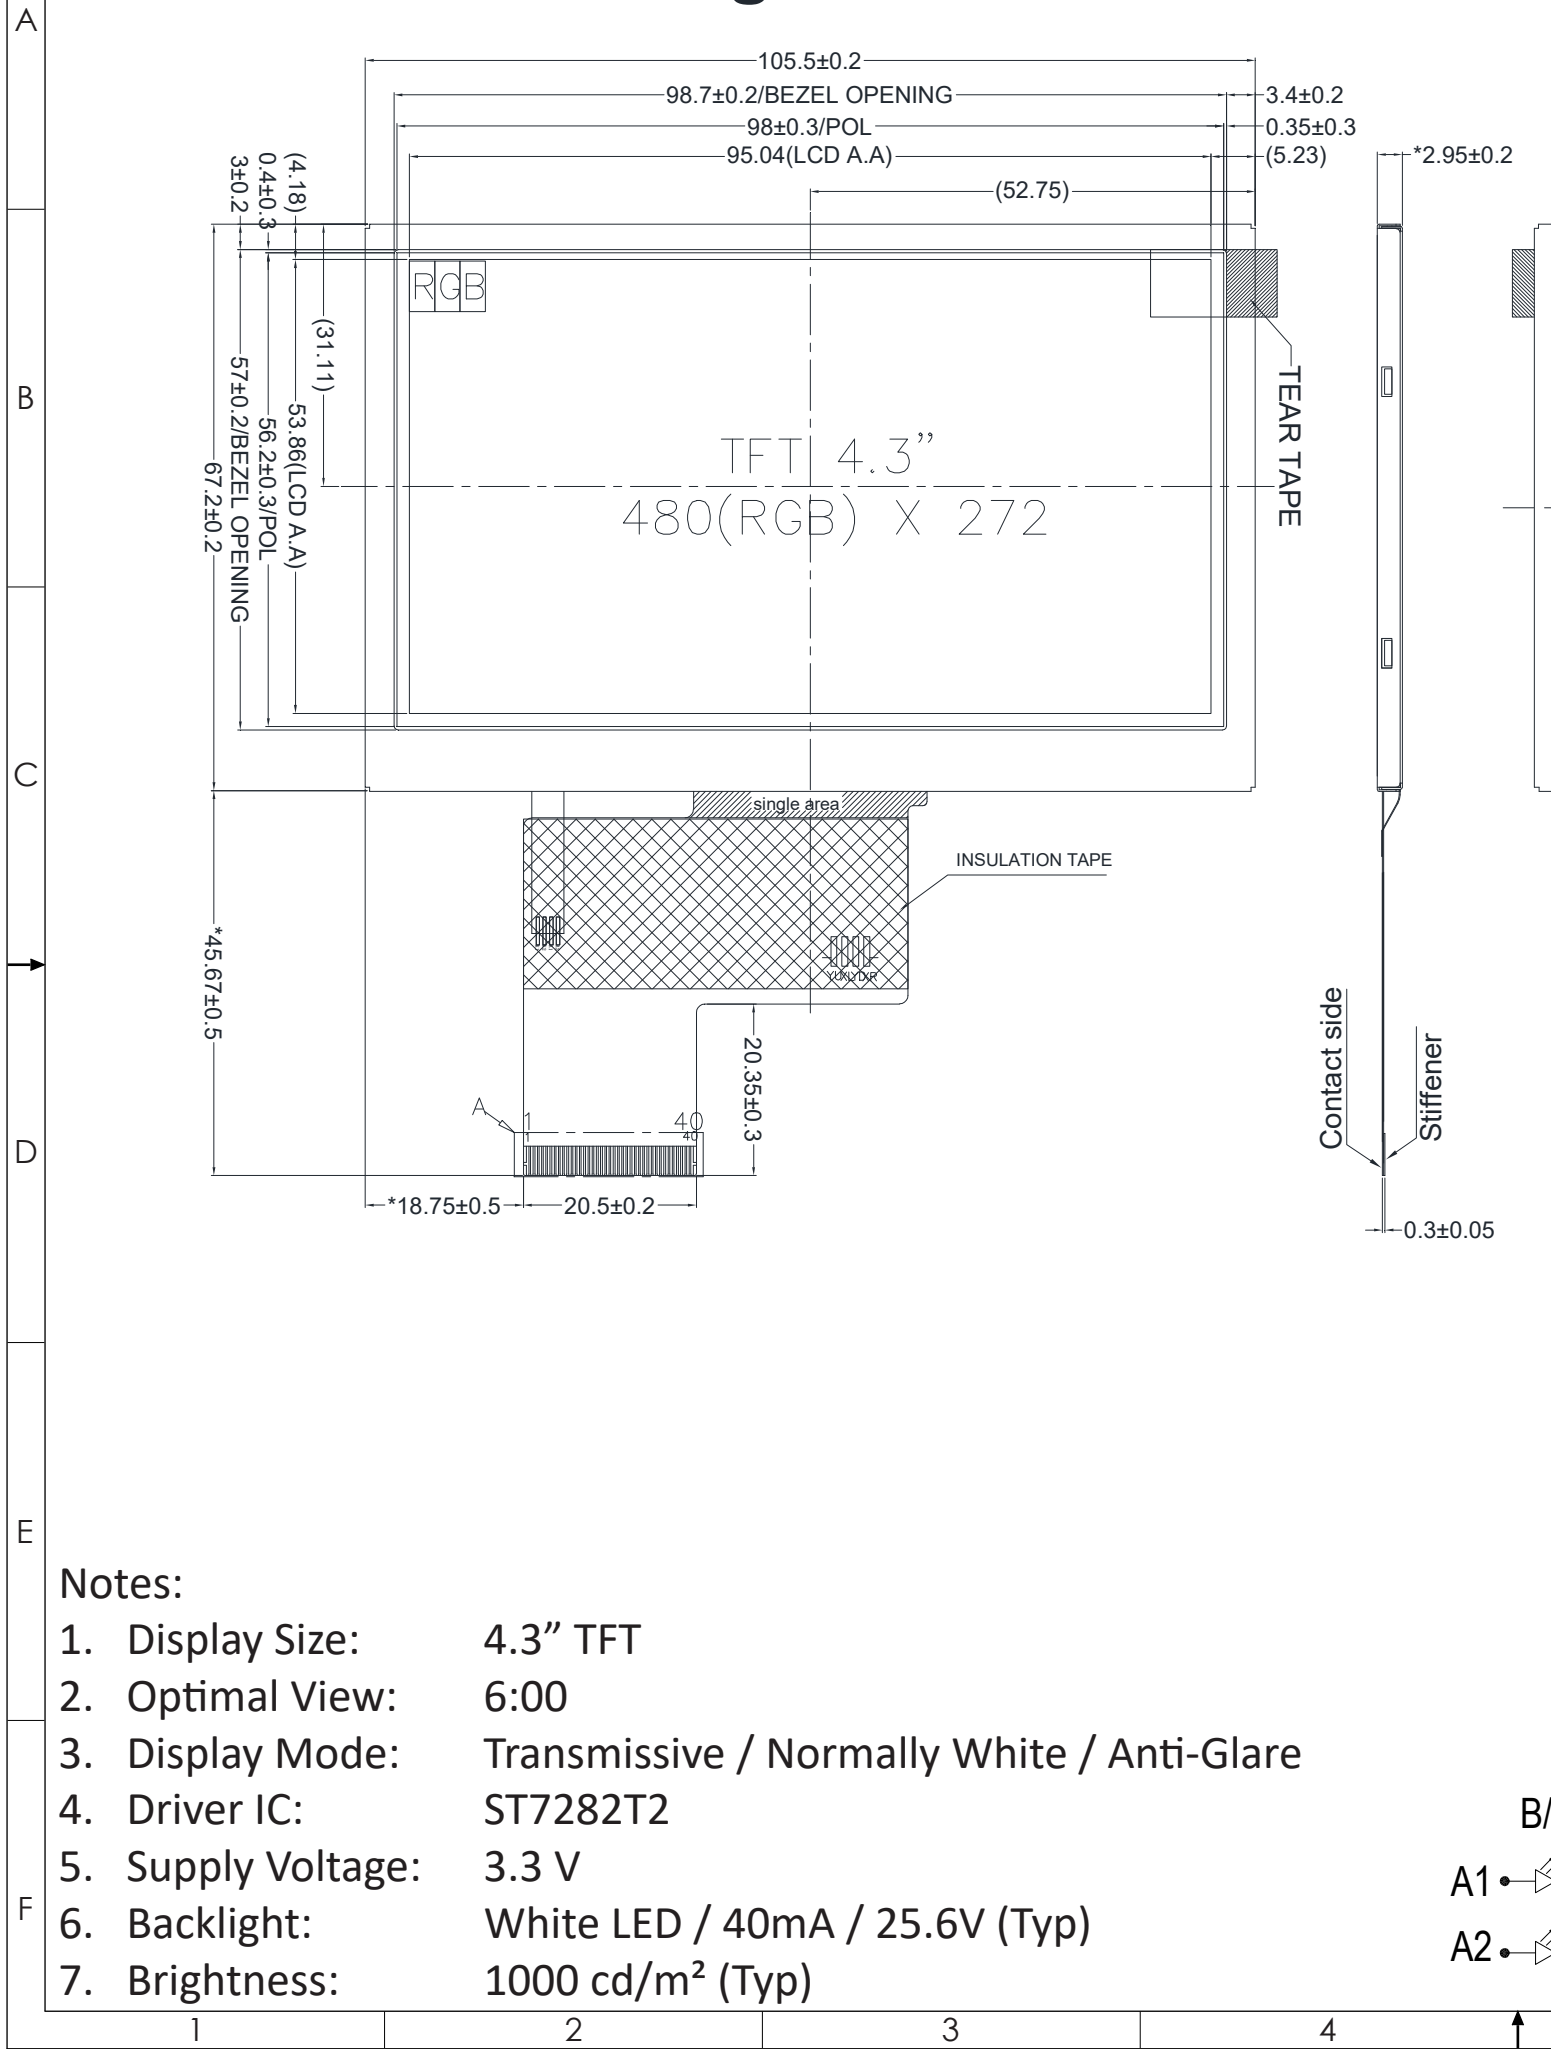 A
105.5±0.2
98.7±0.2/BEZEL OPENING
3.4±0.2
98±0.3/POL
0.35±0.3
95.04(LCD A.A)
(5.23)
*2.95±0.2
(52.75)
(4.18)
0.4±0.3
3±0.2
RGB
(31.11)
53.86(LCD A.A)
56.2±0.3/POL
57±0.2/BEZEL OPENING
67.2±0.2
TEAR TAPE
B
TFT 4.3”
480(RGB) X 272
C
single area
INSULATION TAPE
*45.67±0.5
20.35±0.3
Contact side
Stiffener
A
1
40
1
40
D
*18.75±0.5
20.5±0.2
0.3±0.05
E
Notes:
1. Display Size: 4.3” TFT
2. Optimal View: 6:00
3. Display Mode: Transmissive / Normally White / Anti-Glare
4. Driver IC: ST7282T2
5. Supply Voltage: 3.3 V
6. Backlight: White LED / 40mA / 25.6V (Typ)
7. Brightness: 1000 cd/m² (Typ)
B/
A1
A2
F
1 2 3 4